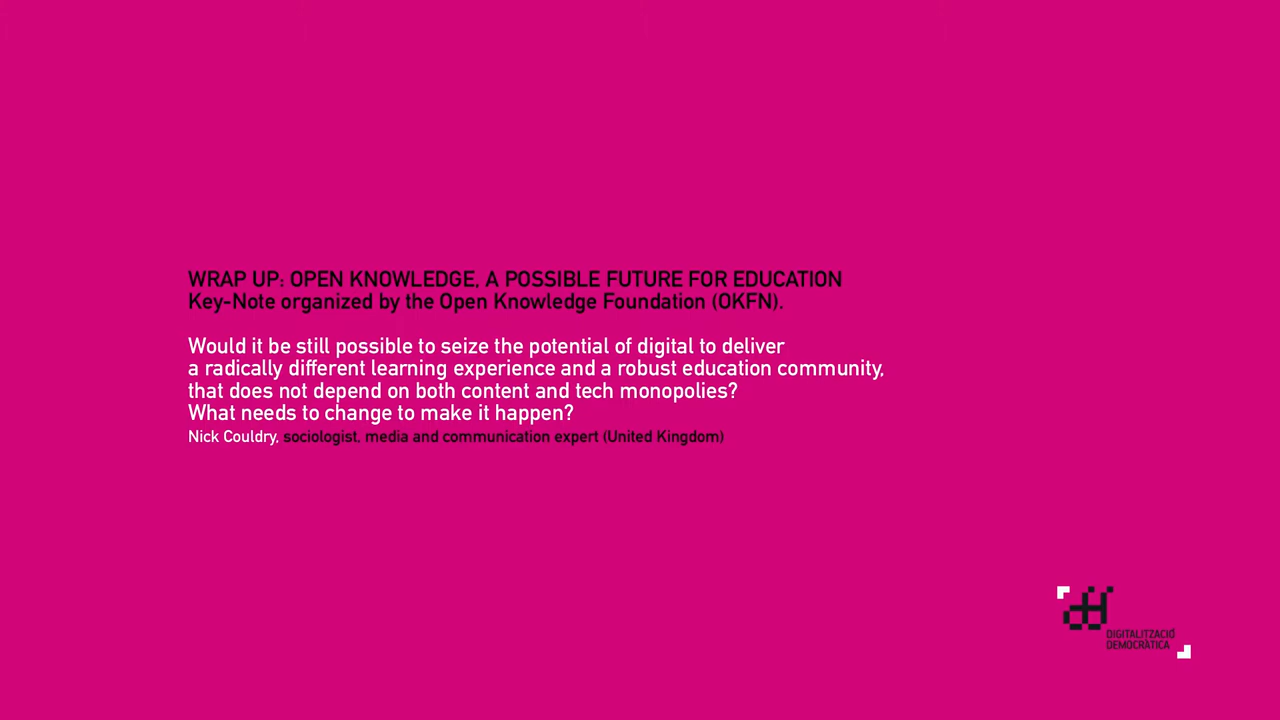 WRAP UP: OPEN KNOWLEDGE, A POSSIBLE FUTURE FOR EDUCATION
Key-Note organized by the Open Knowledge Foundation (OKFN).
Would it be still possible to seize the potential of digital to deliver
a radically different learning experience and a robust education community,
that does not depend on both content and tech monopolies?
What needs to change to make it happen?
Nick Couldry, sociologist, media and communication expert (United Kingdom)
dd
DIGITALITZACIÓ
DEMOCRÀTICA